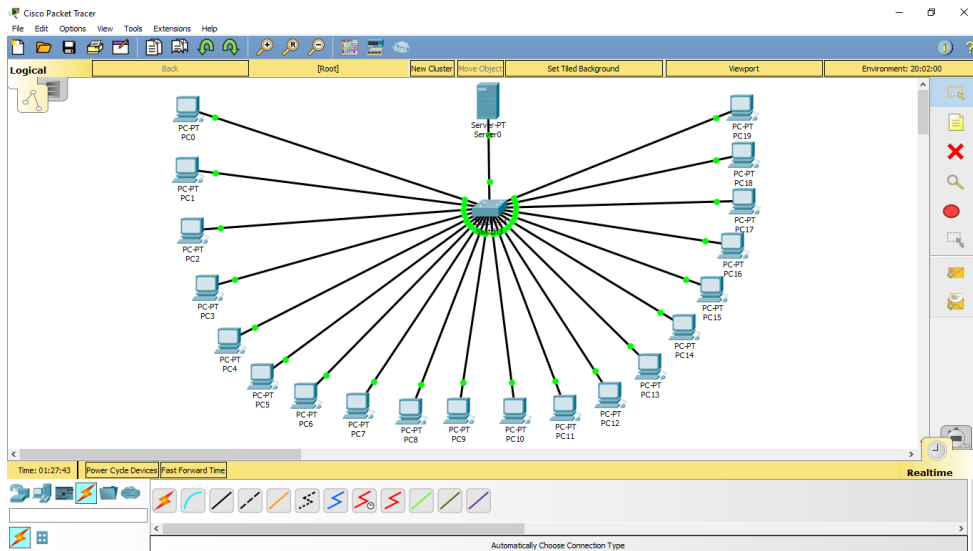 Cisco Packet Tracer
File Edit Options View Tools Extensions Help
Logical Back [Root] New Cluster Move Object Set Tiled Background Viewport Environment: 20:02:00
PC-PT
PC0
Server-PT
Server0
PC-PT
PC19
PC-PT
PC1
PC-PT
PC18
PC-PT
PC2
PC-PT
PC17
PC-PT
PC16
PC-PT
PC3
PC-PT
PC15
PC-PT
PC4
PC-PT
PC14
PC-PT
PC5
PC-PT
PC13
PC-PT
PC6
PC-PT
PC7
PC-PT
PC8
PC-PT
PC9
PC-PT
PC10
PC-PT
PC11
PC-PT
PC12
Time: 01:27:43 Power Cycle Devices Fast Forward Time Realtime
Automatically Choose Connection Type